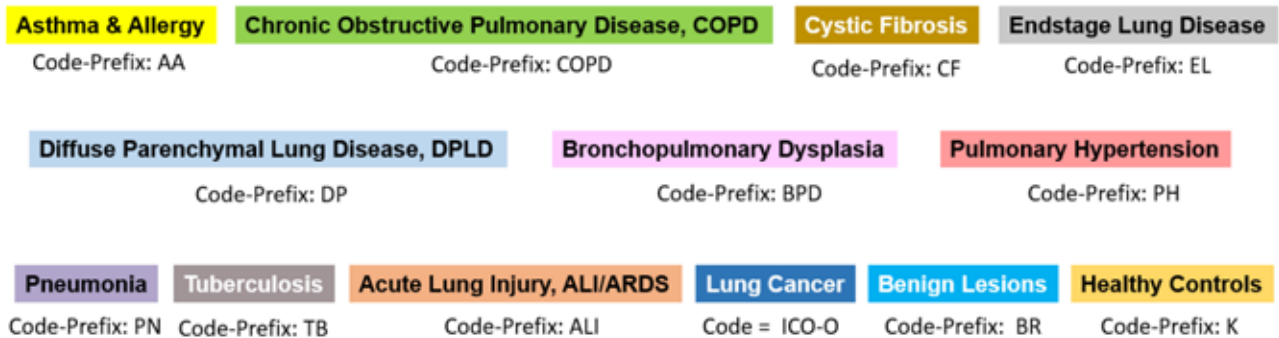 Asthma & Allergy Chronic Obstructive Pulmonary Disease, COPD Cystic Fibrosis Endstage Lung Disease
Code-Prefix: AA Code-Prefix: COPD Code-Prefix: CF Code-Prefix: EL
Diffuse Parenchymal Lung Disease, DPLD Bronchopulmonary Dysplasia Pulmonary Hypertension
Code-Prefix: DP Code-Prefix: BPD Code-Prefix: PH
Pneumonia Tuberculosis Acute Lung Injury, ALI/ARDS Lung Cancer Benign Lesions Healthy Controls
Code-Prefix: PN Code-Prefix: TB Code-Prefix: ALI Code = ICO-O Code-Prefix: BR Code-Prefix: K